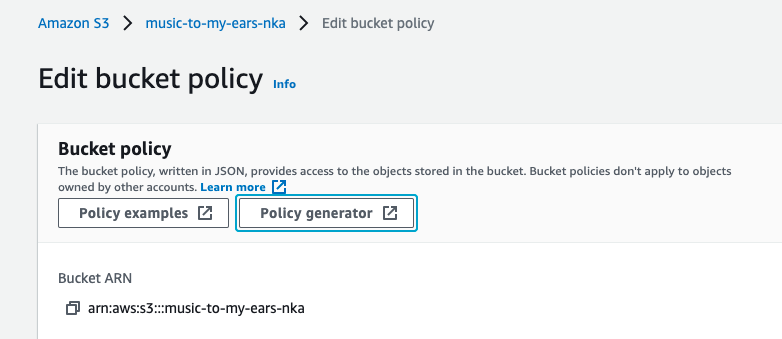 Amazon S3 > music-to-my-ears-nka > Edit bucket policy
Edit bucket policy Info
Bucket policy
The bucket policy, written in JSON, provides access to the objects stored in the bucket. Bucket policies don't apply to objects
owned by other accounts. Learn more
Policy examples Policy generator
Bucket ARN
arn:aws:s3:::music-to-my-ears-nka